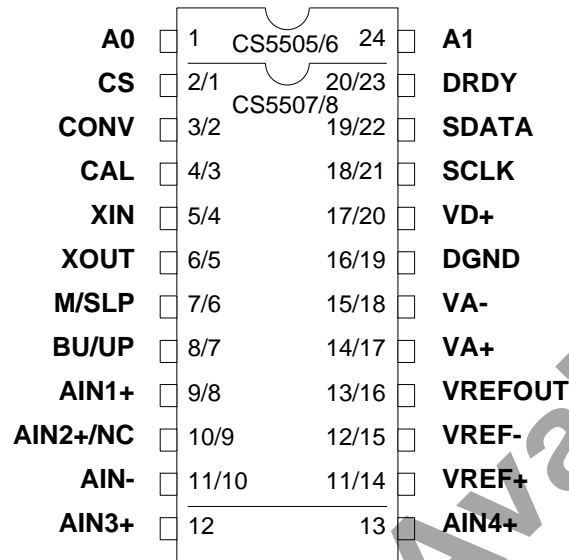 A0 1 CS5505/6 24 A1
CS 2/1 20/23 DRDY
CS5507/8
CONV 3/2 19/22 SDATA
CAL 4/3 18/21 SCLK
XIN 5/4 17/20 VD+
XOUT 6/5 16/19 DGND
M/SLP 7/6 15/18 VA-
BU/UP 8/7 14/17 VA+
AIN1+ 9/8 13/16 VREFOUT
AIN2+/NC 10/9 12/15 VREF-
AIN- 11/10 11/14 VREF+
AIN3+ 12 13 AIN4+